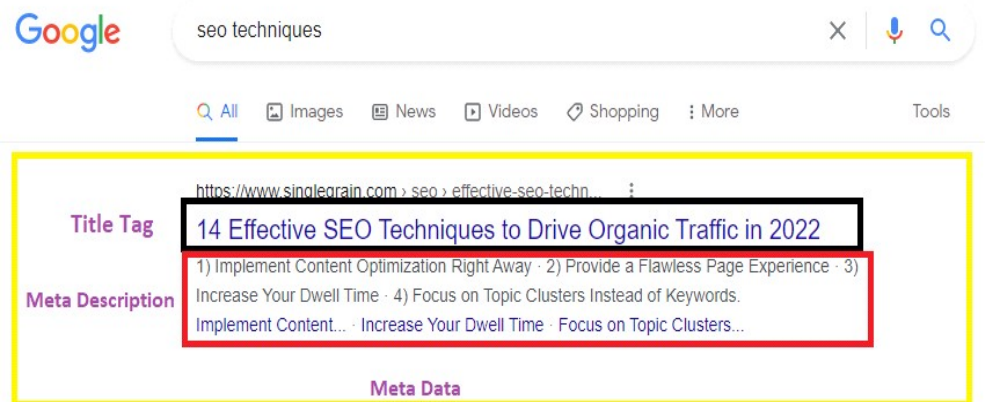 Google seo techniques
All Images News Videos Shopping More Tools
https://www.singlegrain.com › seo › effective-seo-techn...
Title Tag 14 Effective SEO Techniques to Drive Organic Traffic in 2022
1) Implement Content Optimization Right Away · 2) Provide a Flawless Page Experience · 3)
Meta Description Increase Your Dwell Time · 4) Focus on Topic Clusters Instead of Keywords.
Implement Content... · Increase Your Dwell Time · Focus on Topic Clusters...
Meta Data